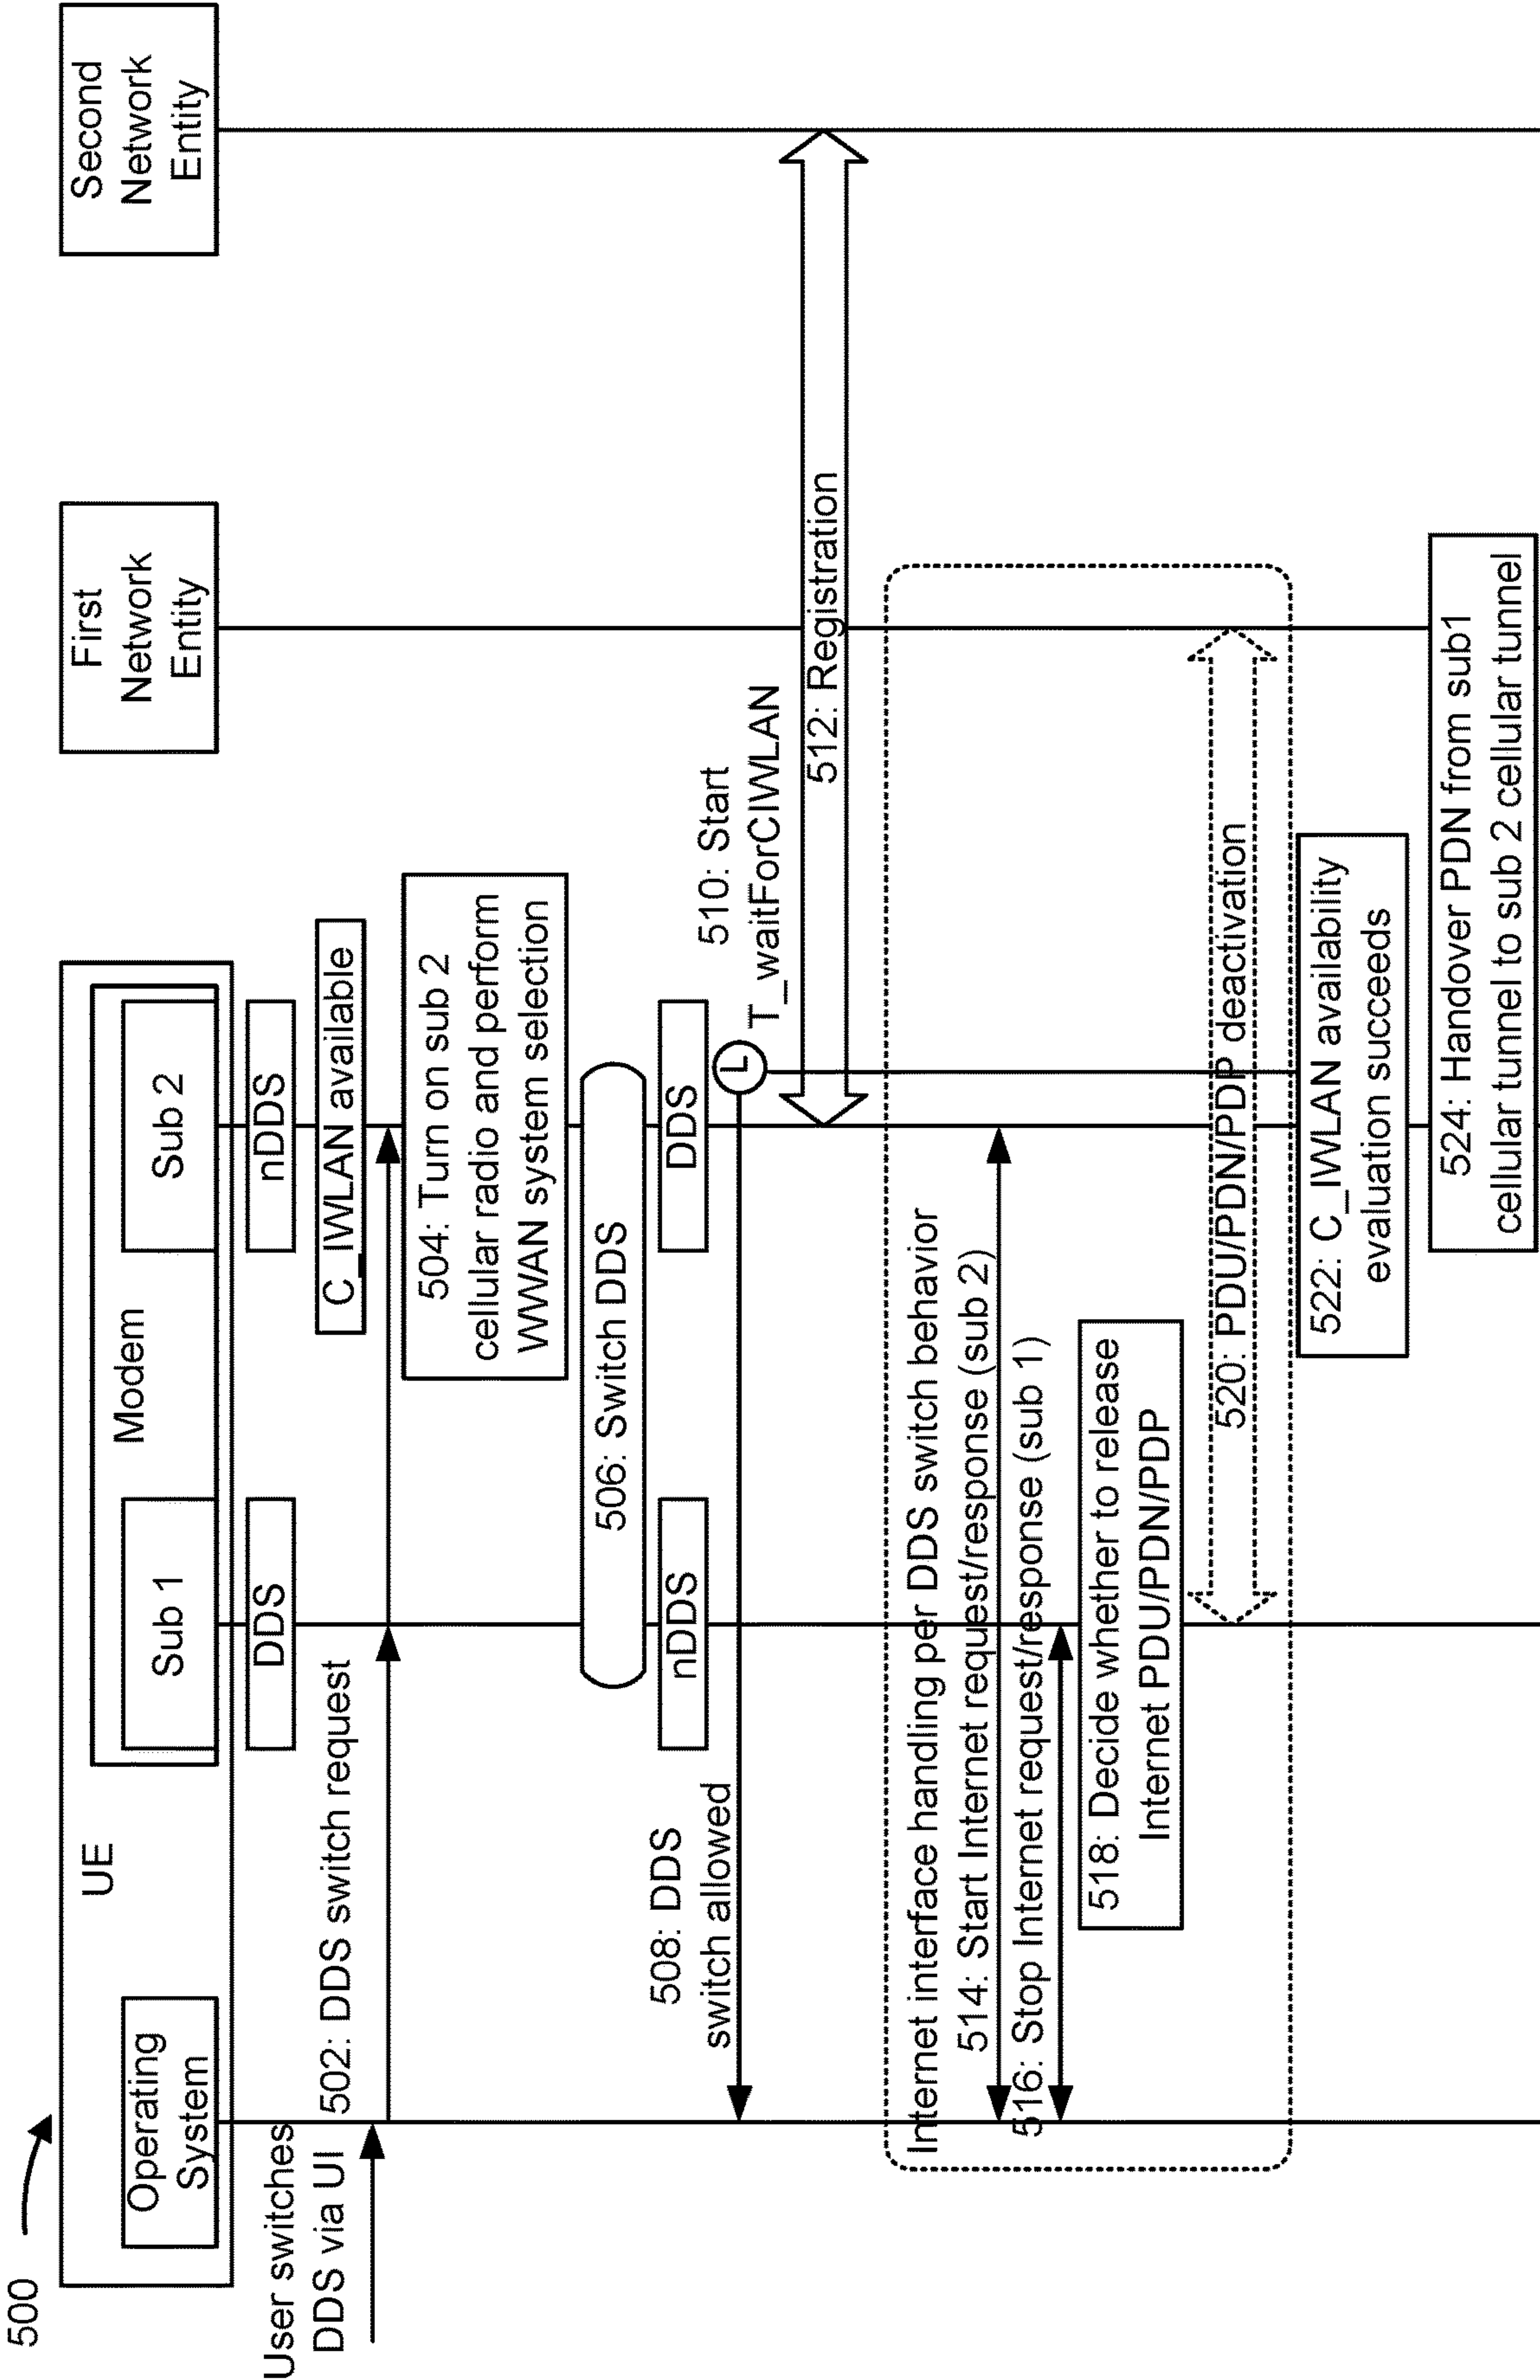 500
UE
Modem
Operating
System
Sub 1
Sub 2
First
Network
Entity
Second
Network
Entity
DDS
nDDS
User switches
DDS via UI
502: DDS switch request
C_IWLAN available
504: Turn on sub 2
cellular radio and perform
WWAN system selection
506: Switch DDS
nDDS
DDS
508: DDS
switch allowed
510: Start
T_waitForCIWLAN
512: Registration
Internet interface handling per DDS switch behavior
514: Start Internet request/response (sub 2)
516: Stop Internet request/response (sub 1)
518: Decide whether to release
Internet PDU/PDN/PDP
520: PDU/PDN/PDP deactivation
522: C_IWLAN availability
evaluation succeeds
524: Handover PDN from sub1
cellular tunnel to sub 2 cellular tunnel